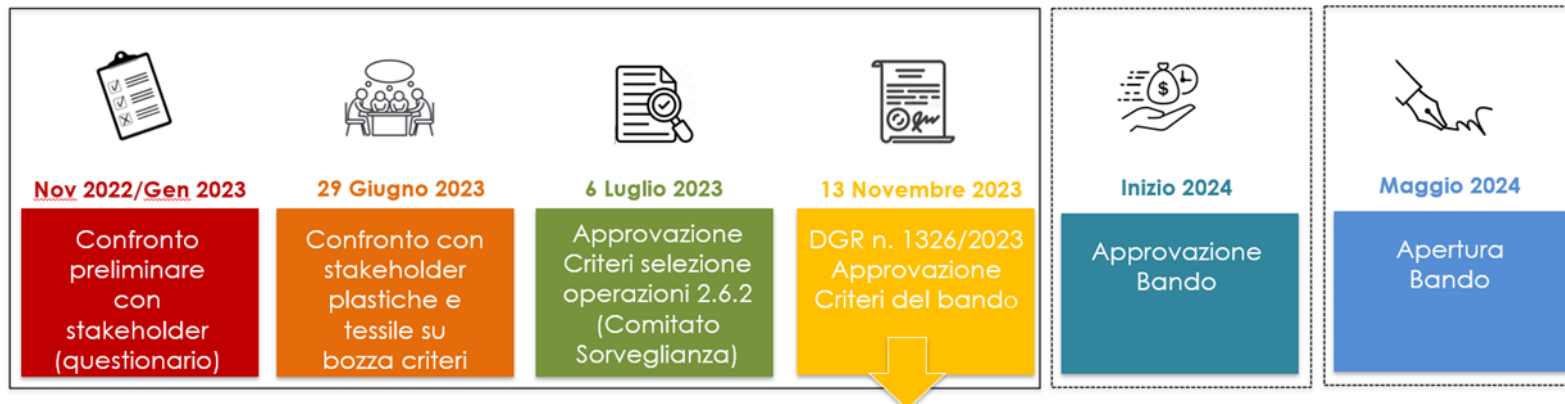 Nov 2022/Gen 2023
Confronto
preliminare
con
stakeholder
(questionario)
29 Giugno 2023
Confronto con
stakeholder
plastiche e
tessile su
bozza criteri
6 Luglio 2023
Approvazione
Criteri selezione
operazioni 2.6.2
(Comitato
Sorveglianza)
13 Novembre 2023
DGR n. 1326/2023
Approvazione
Criteri del bando
Inizio 2024
Approvazione
Bando
Maggio 2024
Apertura
Bando